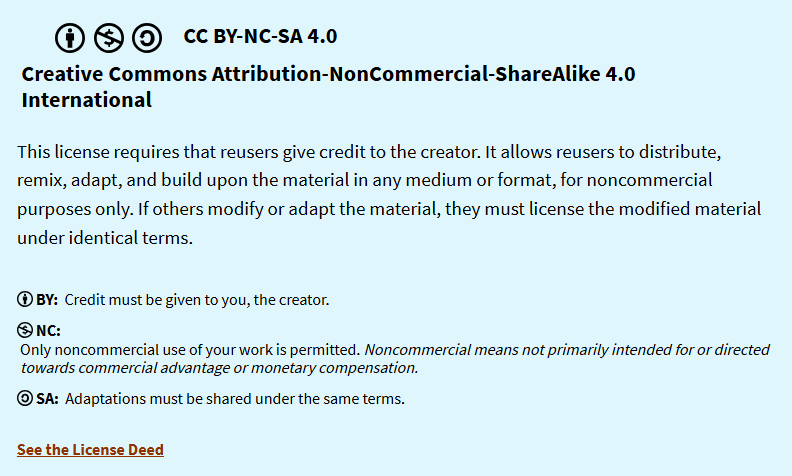 CC BY-NC-SA 4.0
Creative Commons Attribution-NonCommercial-ShareAlike 4.0
International
This license requires that reusers give credit to the creator. It allows reusers to distribute,
remix, adapt, and build upon the material in any medium or format, for noncommercial
purposes only. If others modify or adapt the material, they must license the modified material
under identical terms.
BY: Credit must be given to you, the creator.
NC:
Only noncommercial use of your work is permitted. Noncommercial means not primarily intended for or directed
towards commercial advantage or monetary compensation.
SA: Adaptations must be shared under the same terms.
See the License Deed